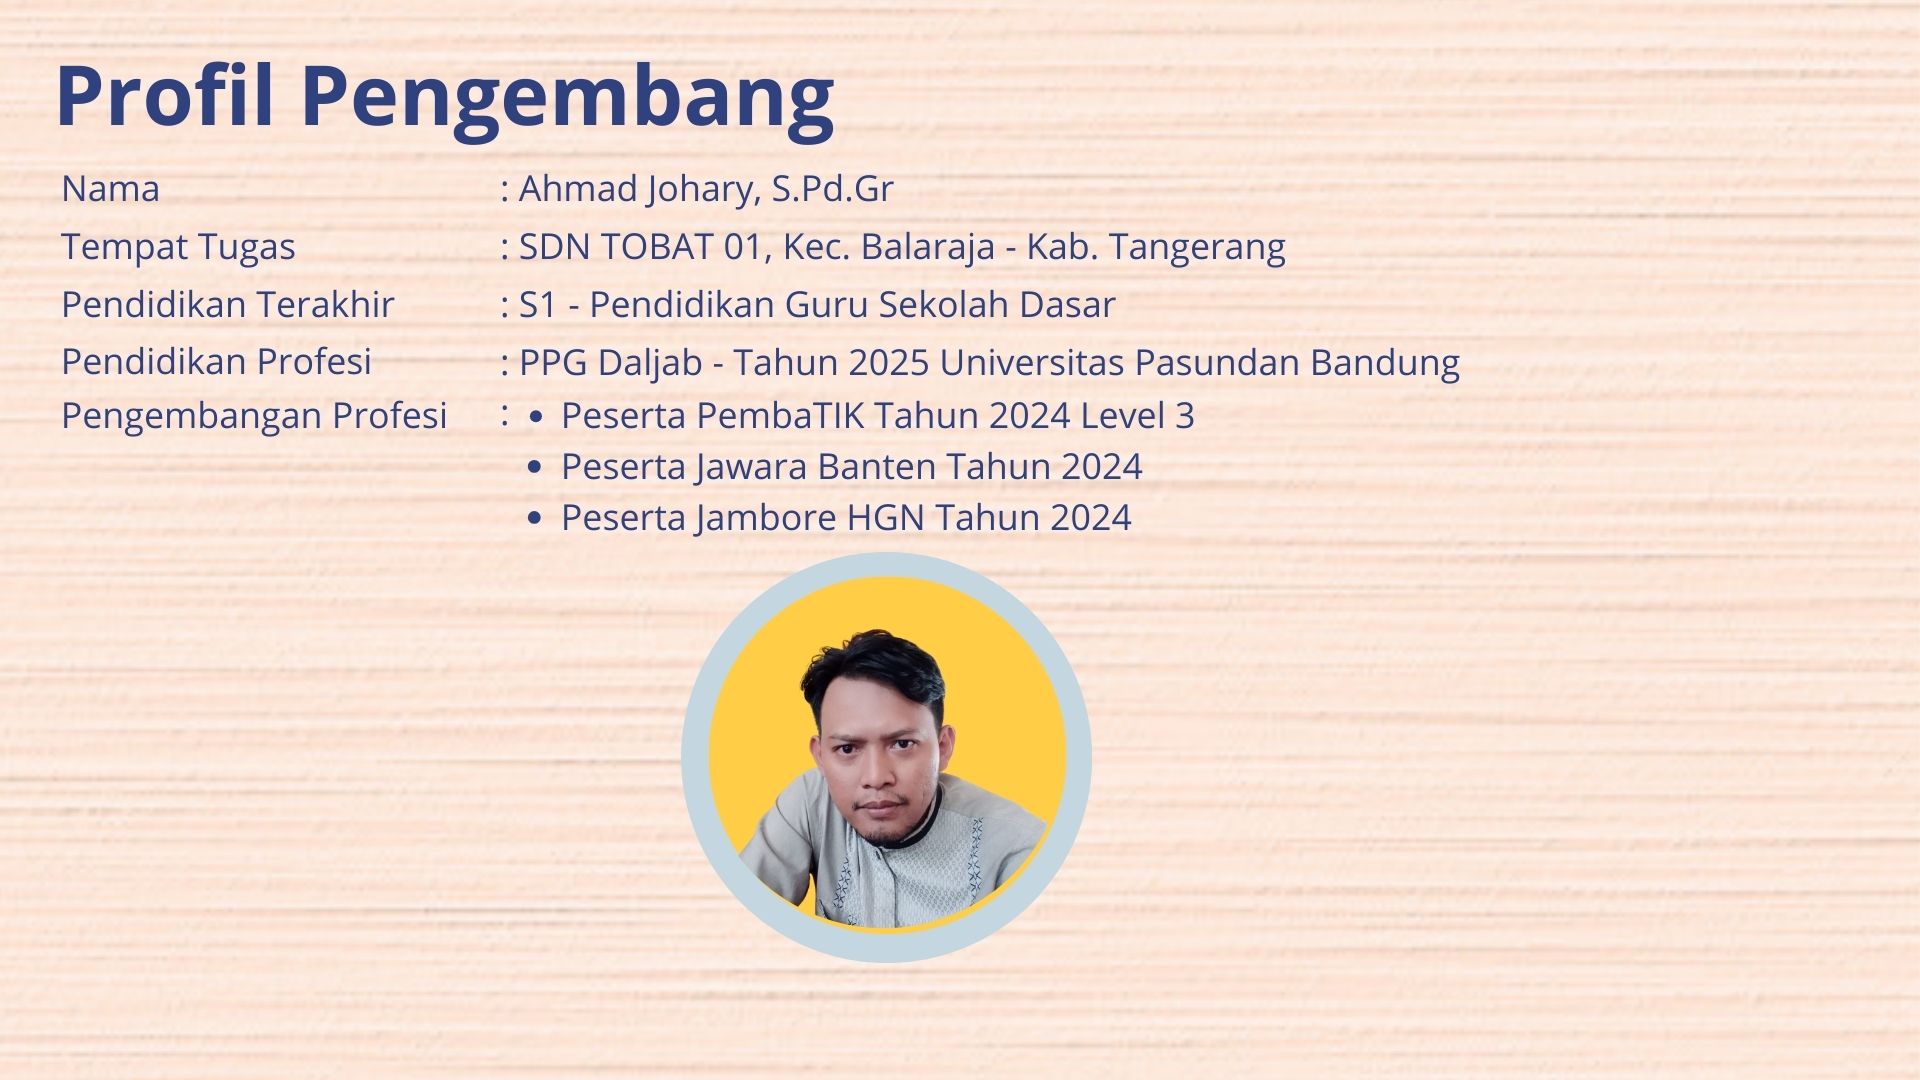 Profil Pengembang
Nama : Ahmad Johary, S.Pd.Gr
Tempat Tugas : SDN TOBAT 01, Kec. Balaraja - Kab. Tangerang
Pendidikan Terakhir : S1 - Pendidikan Guru Sekolah Dasar
Pendidikan Profesi : PPG Daljab - Tahun 2025 Universitas Pasundan Bandung
Pengembangan Profesi : • Peserta PembaTIK Tahun 2024 Level 3
• Peserta Jawara Banten Tahun 2024
• Peserta Jambore HGN Tahun 2024